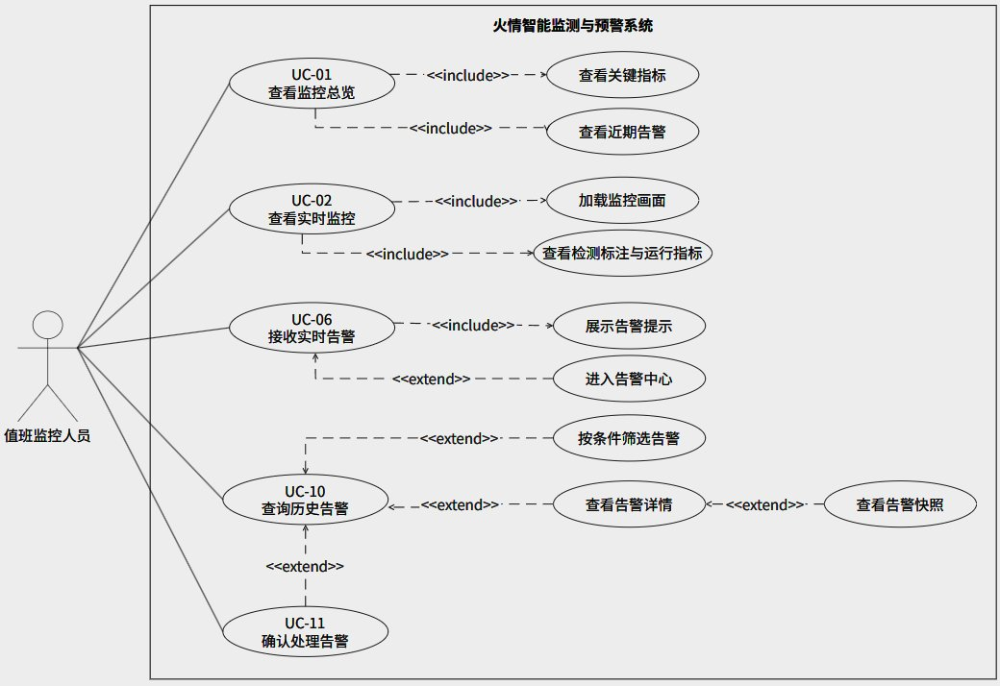 火情智能监测与预警系统
UC-01
查看监控总览
<<include>>
查看关键指标
<<include>>
查看近期告警
UC-02
查看实时监控
<<include>>
加载监控画面
<<include>>
查看检测标注与运行指标
UC-06
接收实时告警
<<include>>
展示告警提示
<<extend>>
进入告警中心
值班监控人员
<<extend>>
按条件筛选告警
UC-10
查询历史告警
<<extend>>
查看告警详情
<<extend>>
查看告警快照
<<extend>>
UC-11
确认处理告警